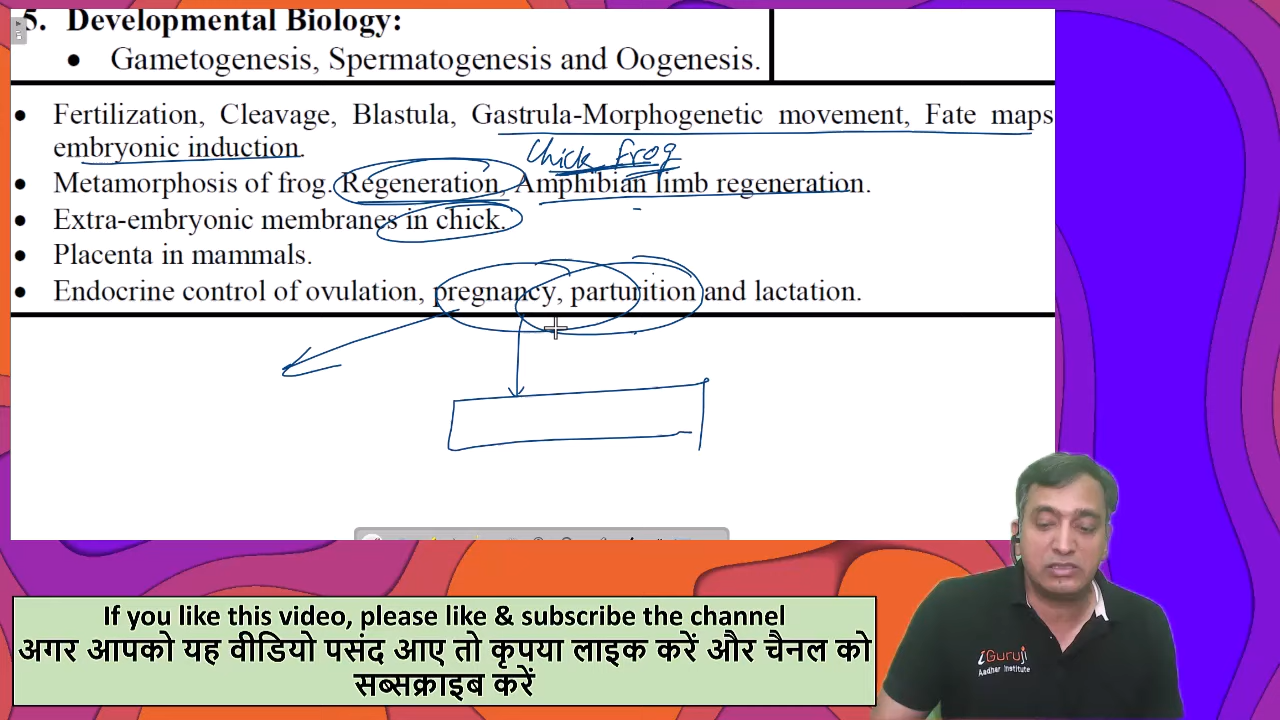 5. Developmental Biology:
• Gametogenesis, Spermatogenesis and Oogenesis.
• Fertilization, Cleavage, Blastula, Gastrula-Morphogenetic movement, Fate maps
embryonic induction.
Chick frog
• Metamorphosis of frog. Regeneration, Amphibian limb regeneration.
• Extra-embryonic membranes in chick.
• Placenta in mammals.
• Endocrine control of ovulation, pregnancy, parturition and lactation.
iGuruji
Aadhar Institute
If you like this video, please like & subscribe the channel
अगर आपको यह वीडियो पसंद आए तो कृपया लाइक करें और चैनल को
सब्सक्राइब करें